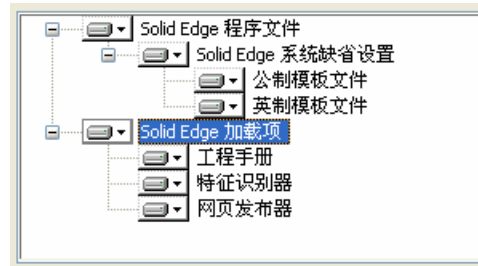 Solid Edge 程序文件
Solid Edge 系统缺省设置
公制模板文件
英制模板文件
Solid Edge 加载项
工程手册
特征识别器
网页发布器